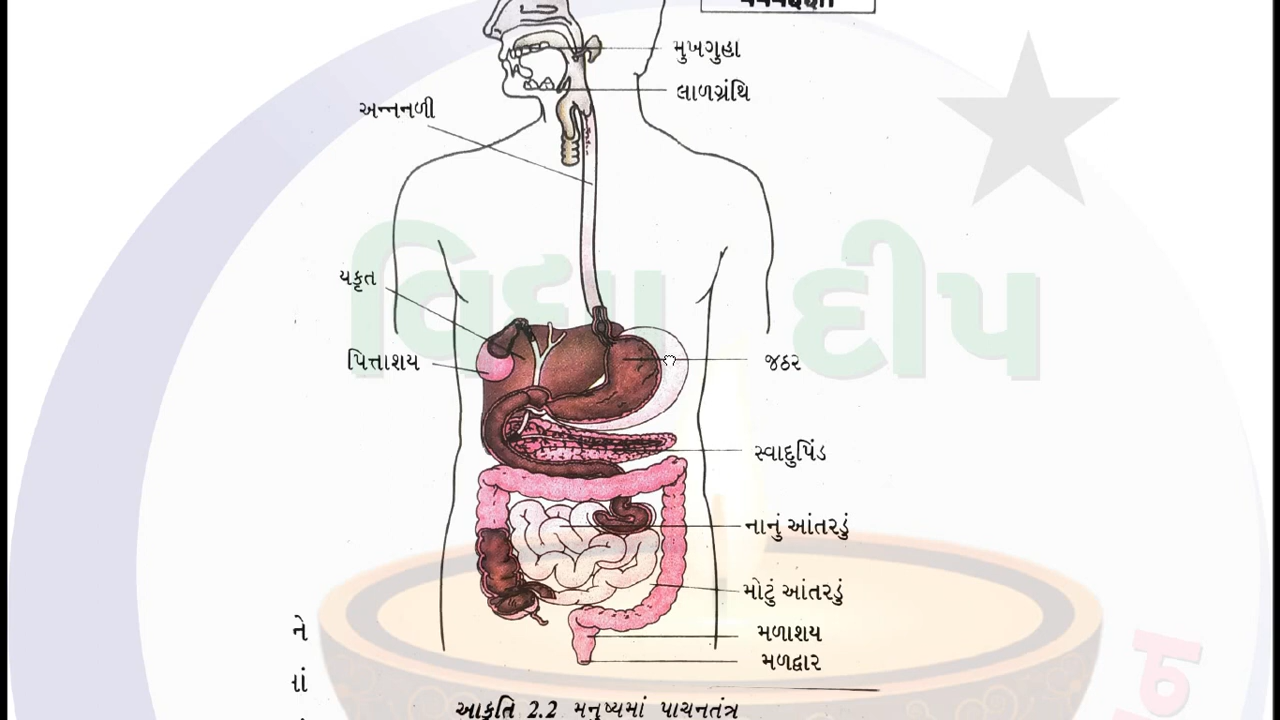 મુખગુહા
લાળગ્રંથિ
અન્નનળી
યકૃત
પિત્તાશય
જઠર
વિદ્યા દીપ
સ્વાદુપિંડ
નાનું આંતરડું
મોટું આંતરડું
ને
મળાશય
મળદ્વાર
માં
આકૃતિ 2.2 મનુષ્યમાં પાચનતંત્ર